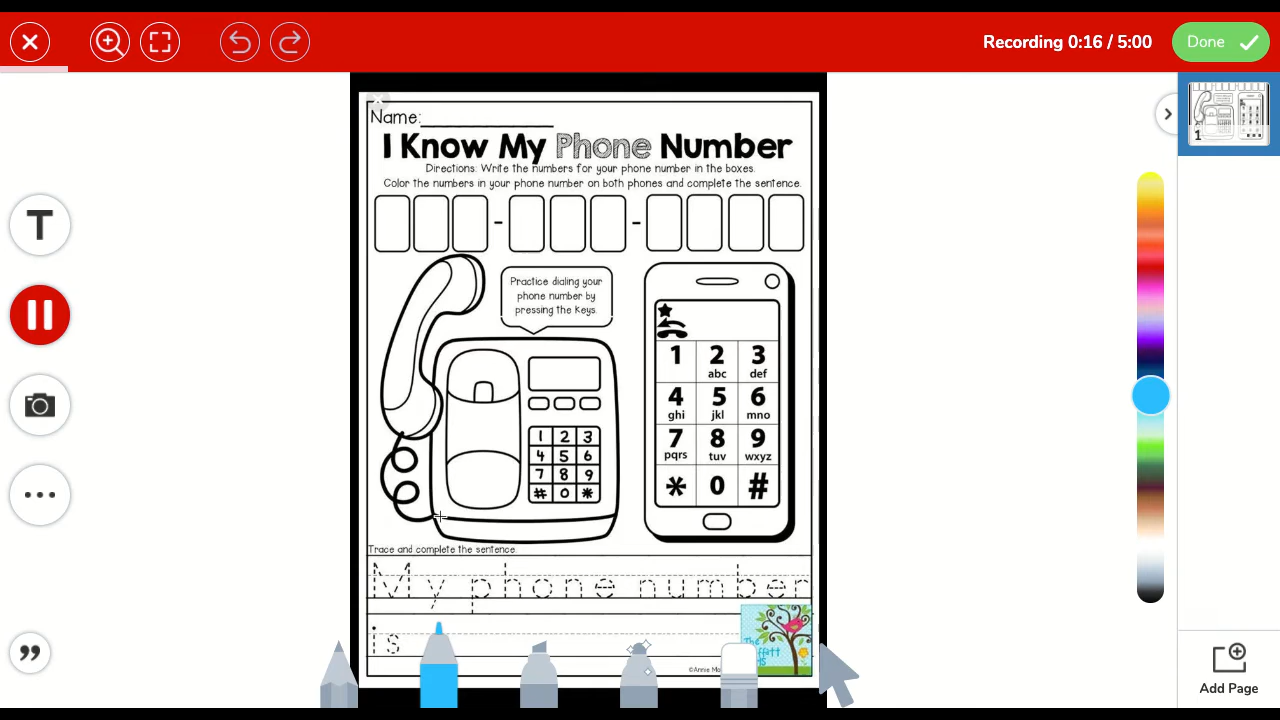 Recording 0:16 / 5:00
Done
T
1
Name:
I Know My Phone Number
Directions: Write the numbers for your phone number in the boxes.
Color the numbers in your phone number on both phones and complete the sentence.
- -
Practice dialing your
phone number by
pressing the keys.
1 2 3
4 5 6
7 8 9
# 0 *
1 2 3
abc def
4 5 6
ghi jkl mno
7 8 9
pqrs tuv wxyz
* 0 #
Trace and complete the sentence.
My phone number
is
The
©Annie
Add Page